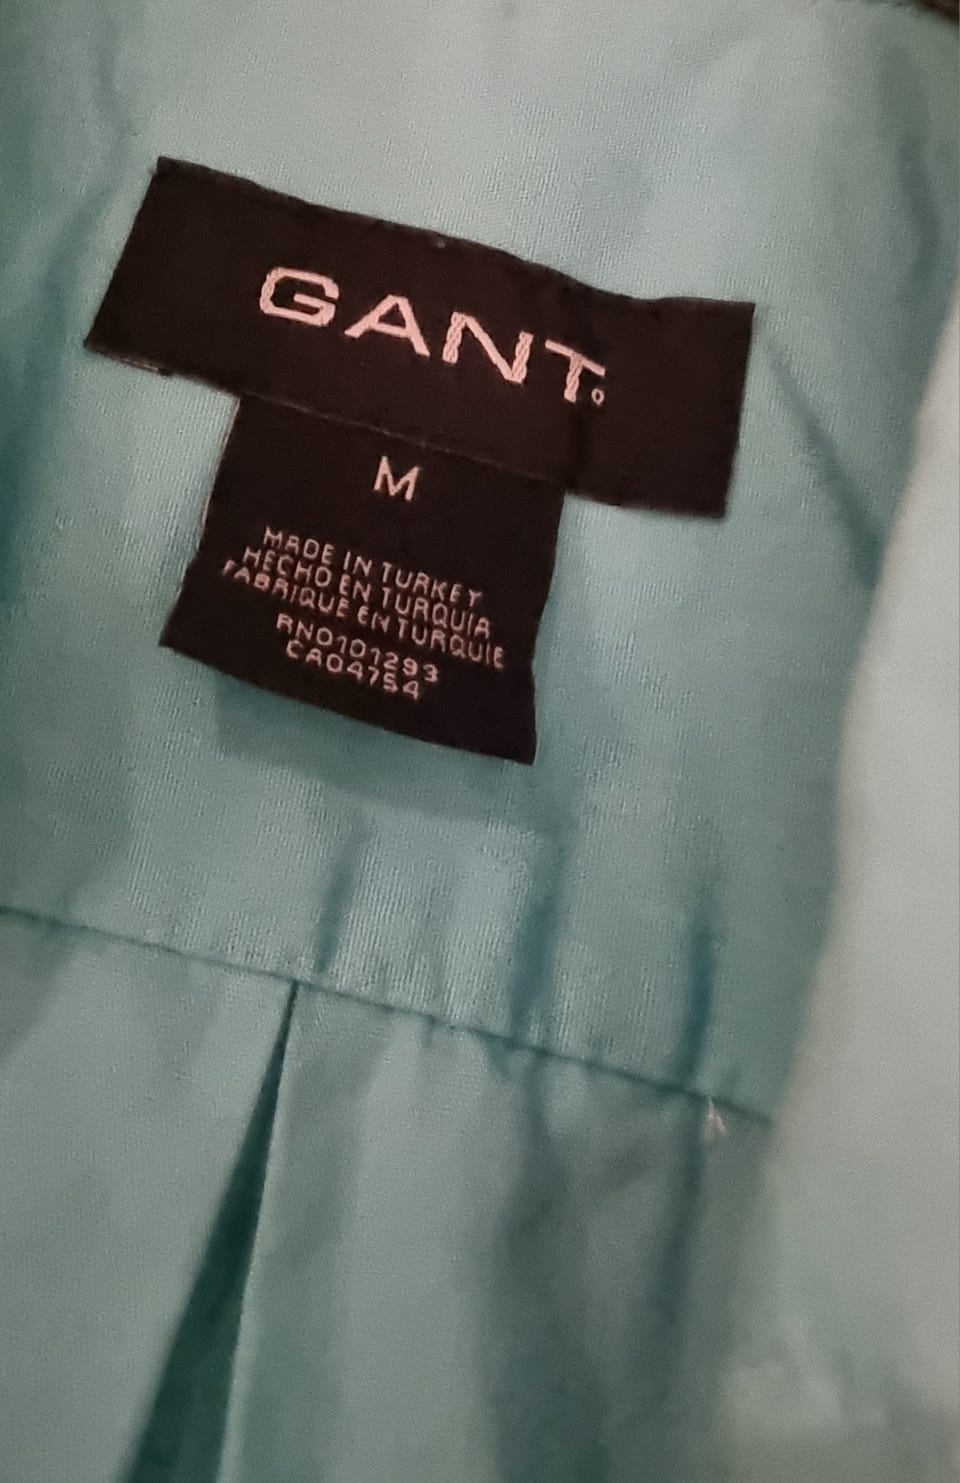 GANT
M
MADE IN TURKEY
HECHO EN TURQUIA
FABRIQUE EN TURQUIE
RN0101293
CA04754